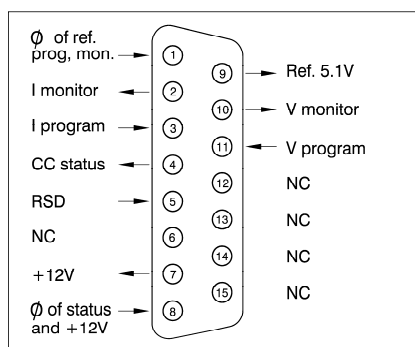 Ø of ref.
prog, mon.
I monitor
I program
CC status
RSD
NC
+12V
Ø of status
and +12V
1
2
3
4
5
6
7
8
9
10
11
12
13
14
15
Ref. 5.1V
V monitor
V program
NC
NC
NC
NC